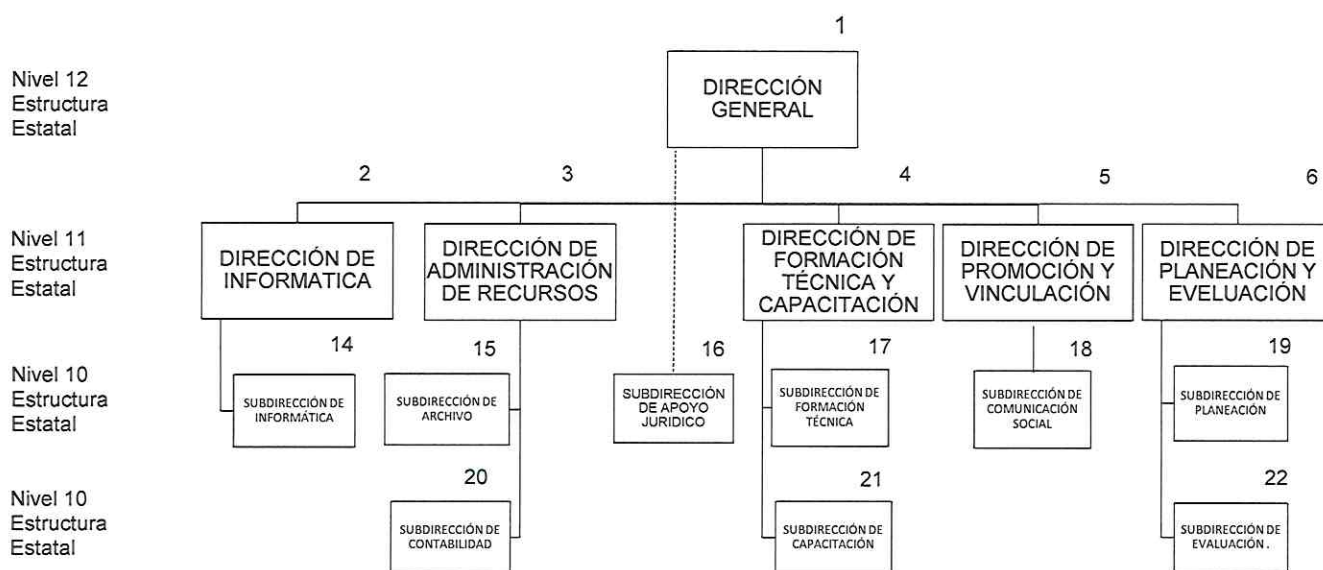 1
Nivel 12
Estructura
Estatal
DIRECCIÓN
GENERAL
2
3
4
5
6
Nivel 11
Estructura
Estatal
DIRECCIÓN DE
INFORMATICA
DIRECCIÓN DE
ADMINISTRACIÓN
DE RECURSOS
DIRECCIÓN DE
FORMACIÓN
TÉCNICA Y
CAPACITACIÓN
DIRECCIÓN DE
PROMOCIÓN Y
VINCULACIÓN
DIRECCIÓN DE
PLANEACIÓN Y
EVELUACIÓN
14
15
16
17
18
19
Nivel 10
Estructura
Estatal
SUBDIRECCIÓN DE
INFORMÁTICA
SUBDIRECCIÓN DE
ARCHIVO
SUBDIRECCIÓN
DE APOYO
JURIDICO
SUBDIRECCIÓN DE
FORMACIÓN
TÉCNICA
SUBDIRECCIÓN DE
COMUNICACIÓN
SOCIAL
SUBDIRECCIÓN
DE PLANEACIÓN
20
21
22
Nivel 10
Estructura
Estatal
SUBDIRECCIÓN DE
CONTABILIDAD
SUBDIRECCIÓN DE
CAPACITACIÓN
SUBDIRECCIÓN DE
EVALUACIÓN .